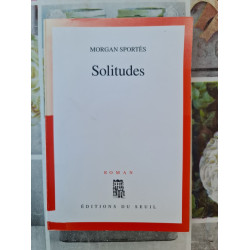 MORGAN SPORTÈS
Solitudes
ROMAN
ÉDITIONS DU SEUIL